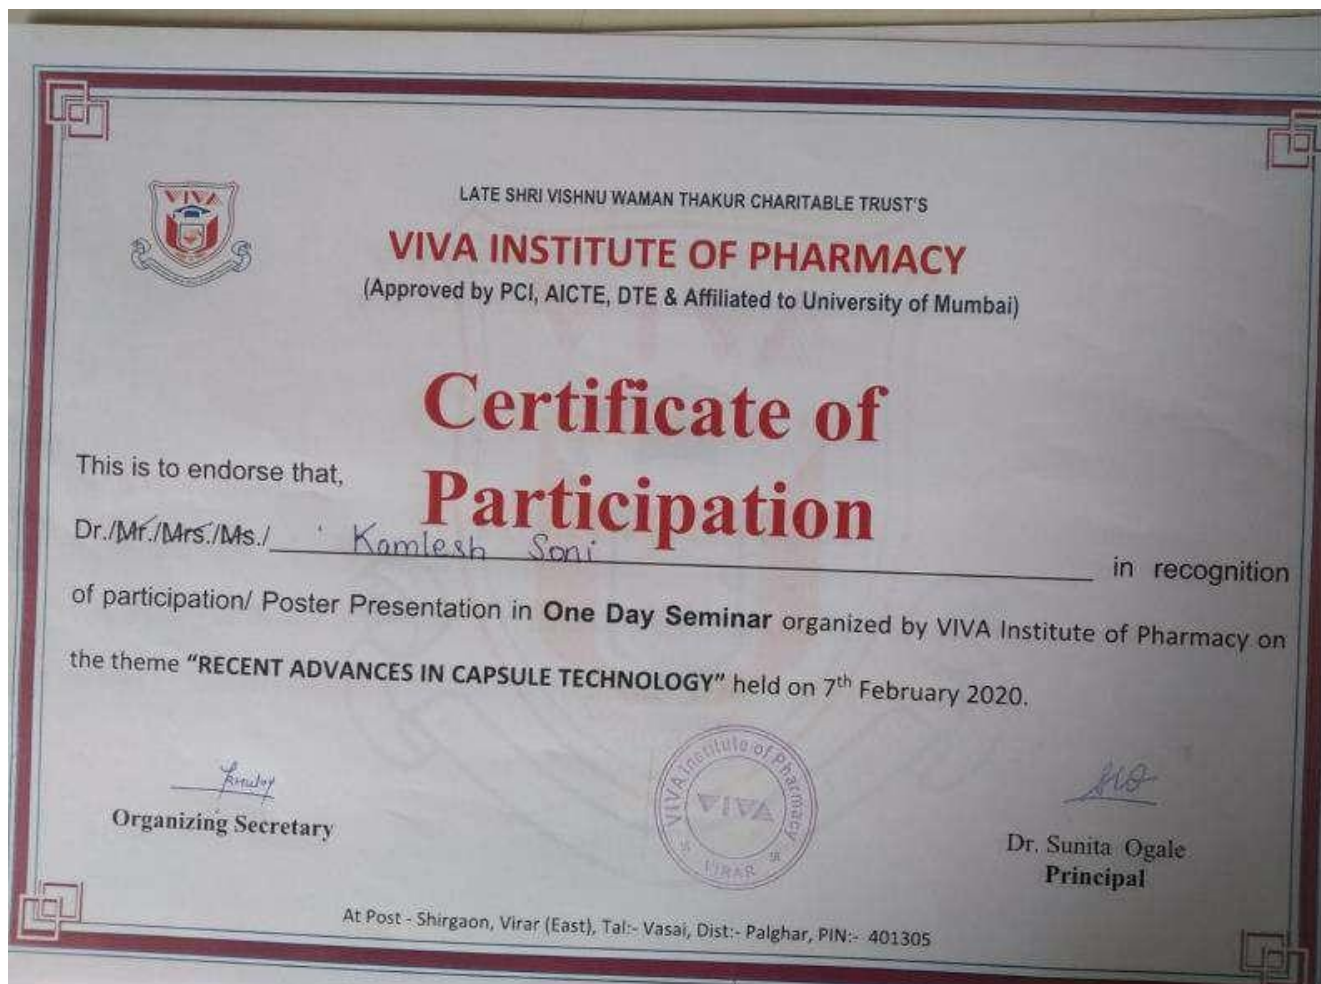 VIVA
LATE SHRI VISHNU WAMAN THAKUR CHARITABLE TRUST'S
VIVA INSTITUTE OF PHARMACY
(Approved by PCI, AICTE, DTE & Affiliated to University of Mumbai)
Certificate of
Participation
This is to endorse that,
Dr./Mr./Mrs./Ms./ Kamlesh Soni in recognition
of participation/ Poster Presentation in One Day Seminar organized by VIVA Institute of Pharmacy on
the theme “RECENT ADVANCES IN CAPSULE TECHNOLOGY” held on 7th February 2020.
VIVA Institute of Pharmacy
VIVA
VIRAR
Organizing Secretary
Dr. Sunita Ogale
Principal
At Post - Shirgaon, Virar (East), Tal:- Vasai, Dist:- Palghar, PIN:- 401305